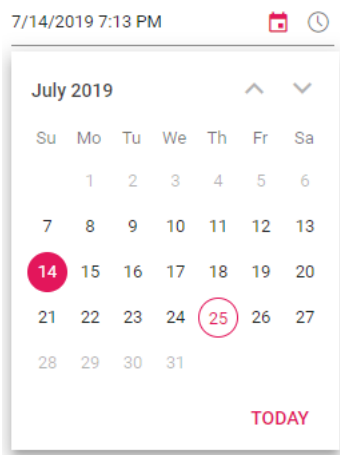 7/14/2019 7:13 PM
July 2019
Su Mo Tu We Th Fr Sa
1 2 3 4 5 6
7 8 9 10 11 12 13
14 15 16 17 18 19 20
21 22 23 24 25 26 27
28 29 30 31
TODAY